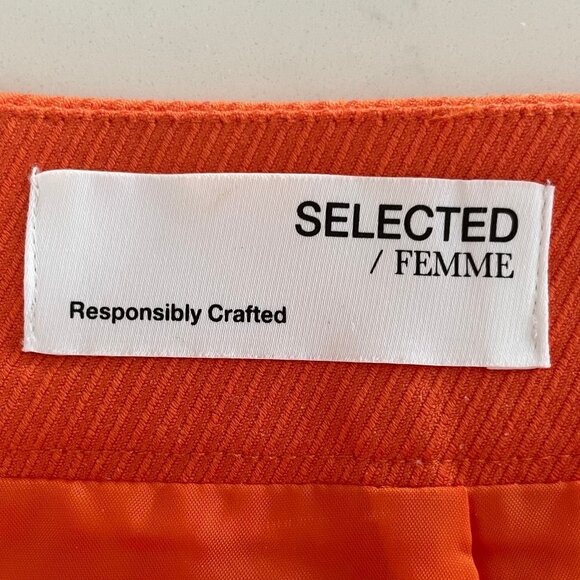 SELECTED
/ FEMME
Responsibly Crafted